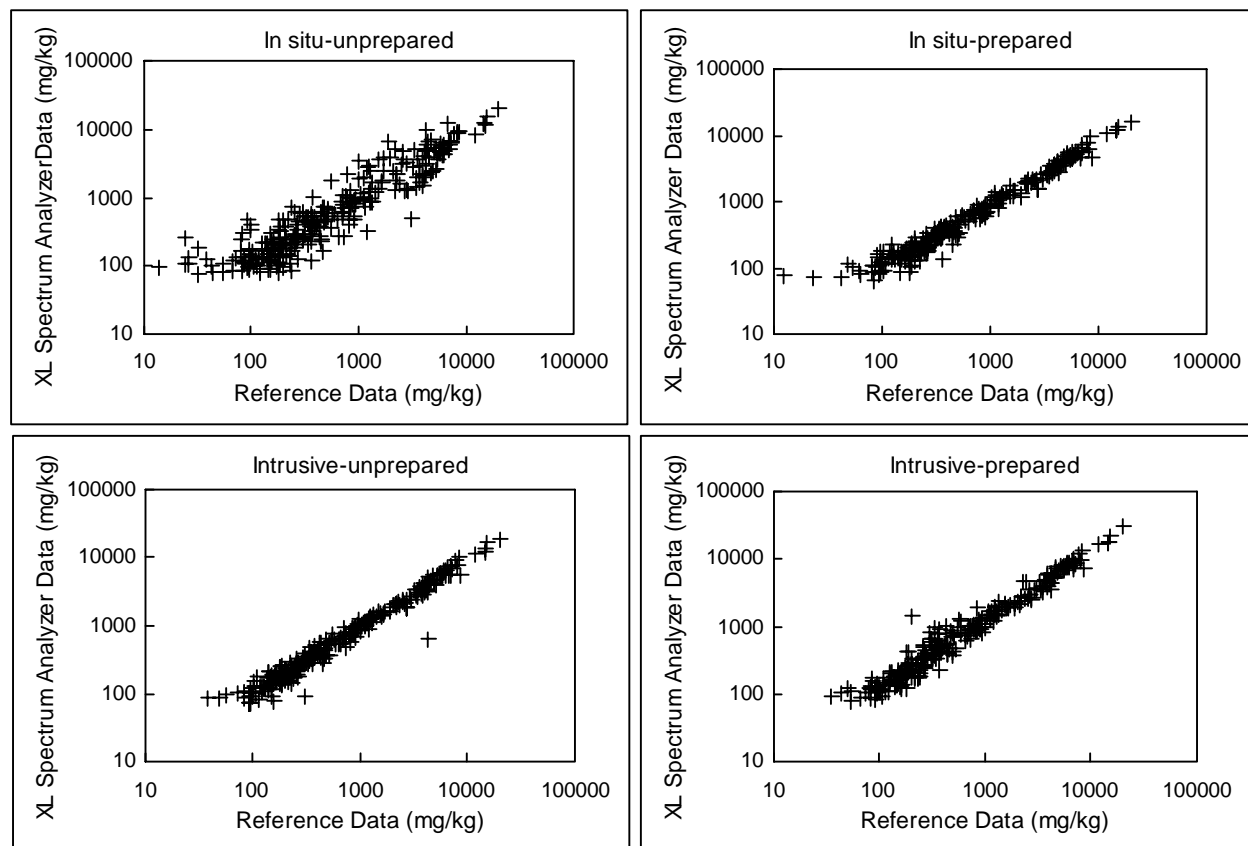 In situ-unprepared
XL Spectrum AnalyzerData (mg/kg)
100000
10000
1000
100
10
10 100 1000 10000 100000
Reference Data (mg/kg)
In situ-prepared
XL Spectrum Analyzer Data (mg/kg)
100000
10000
1000
100
10
10 100 1000 10000 100000
Reference Data (mg/kg)
Intrusive-unprepared
XL Spectrum Analyzer Data (mg/kg)
100000
10000
1000
100
10
10 100 1000 10000 100000
Reference Data (mg/kg)
Intrusive-prepared
XL Spectrum Analyzer Data (mg/kg)
100000
10000
1000
100
10
10 100 1000 10000 100000
Reference Data (mg/kg)